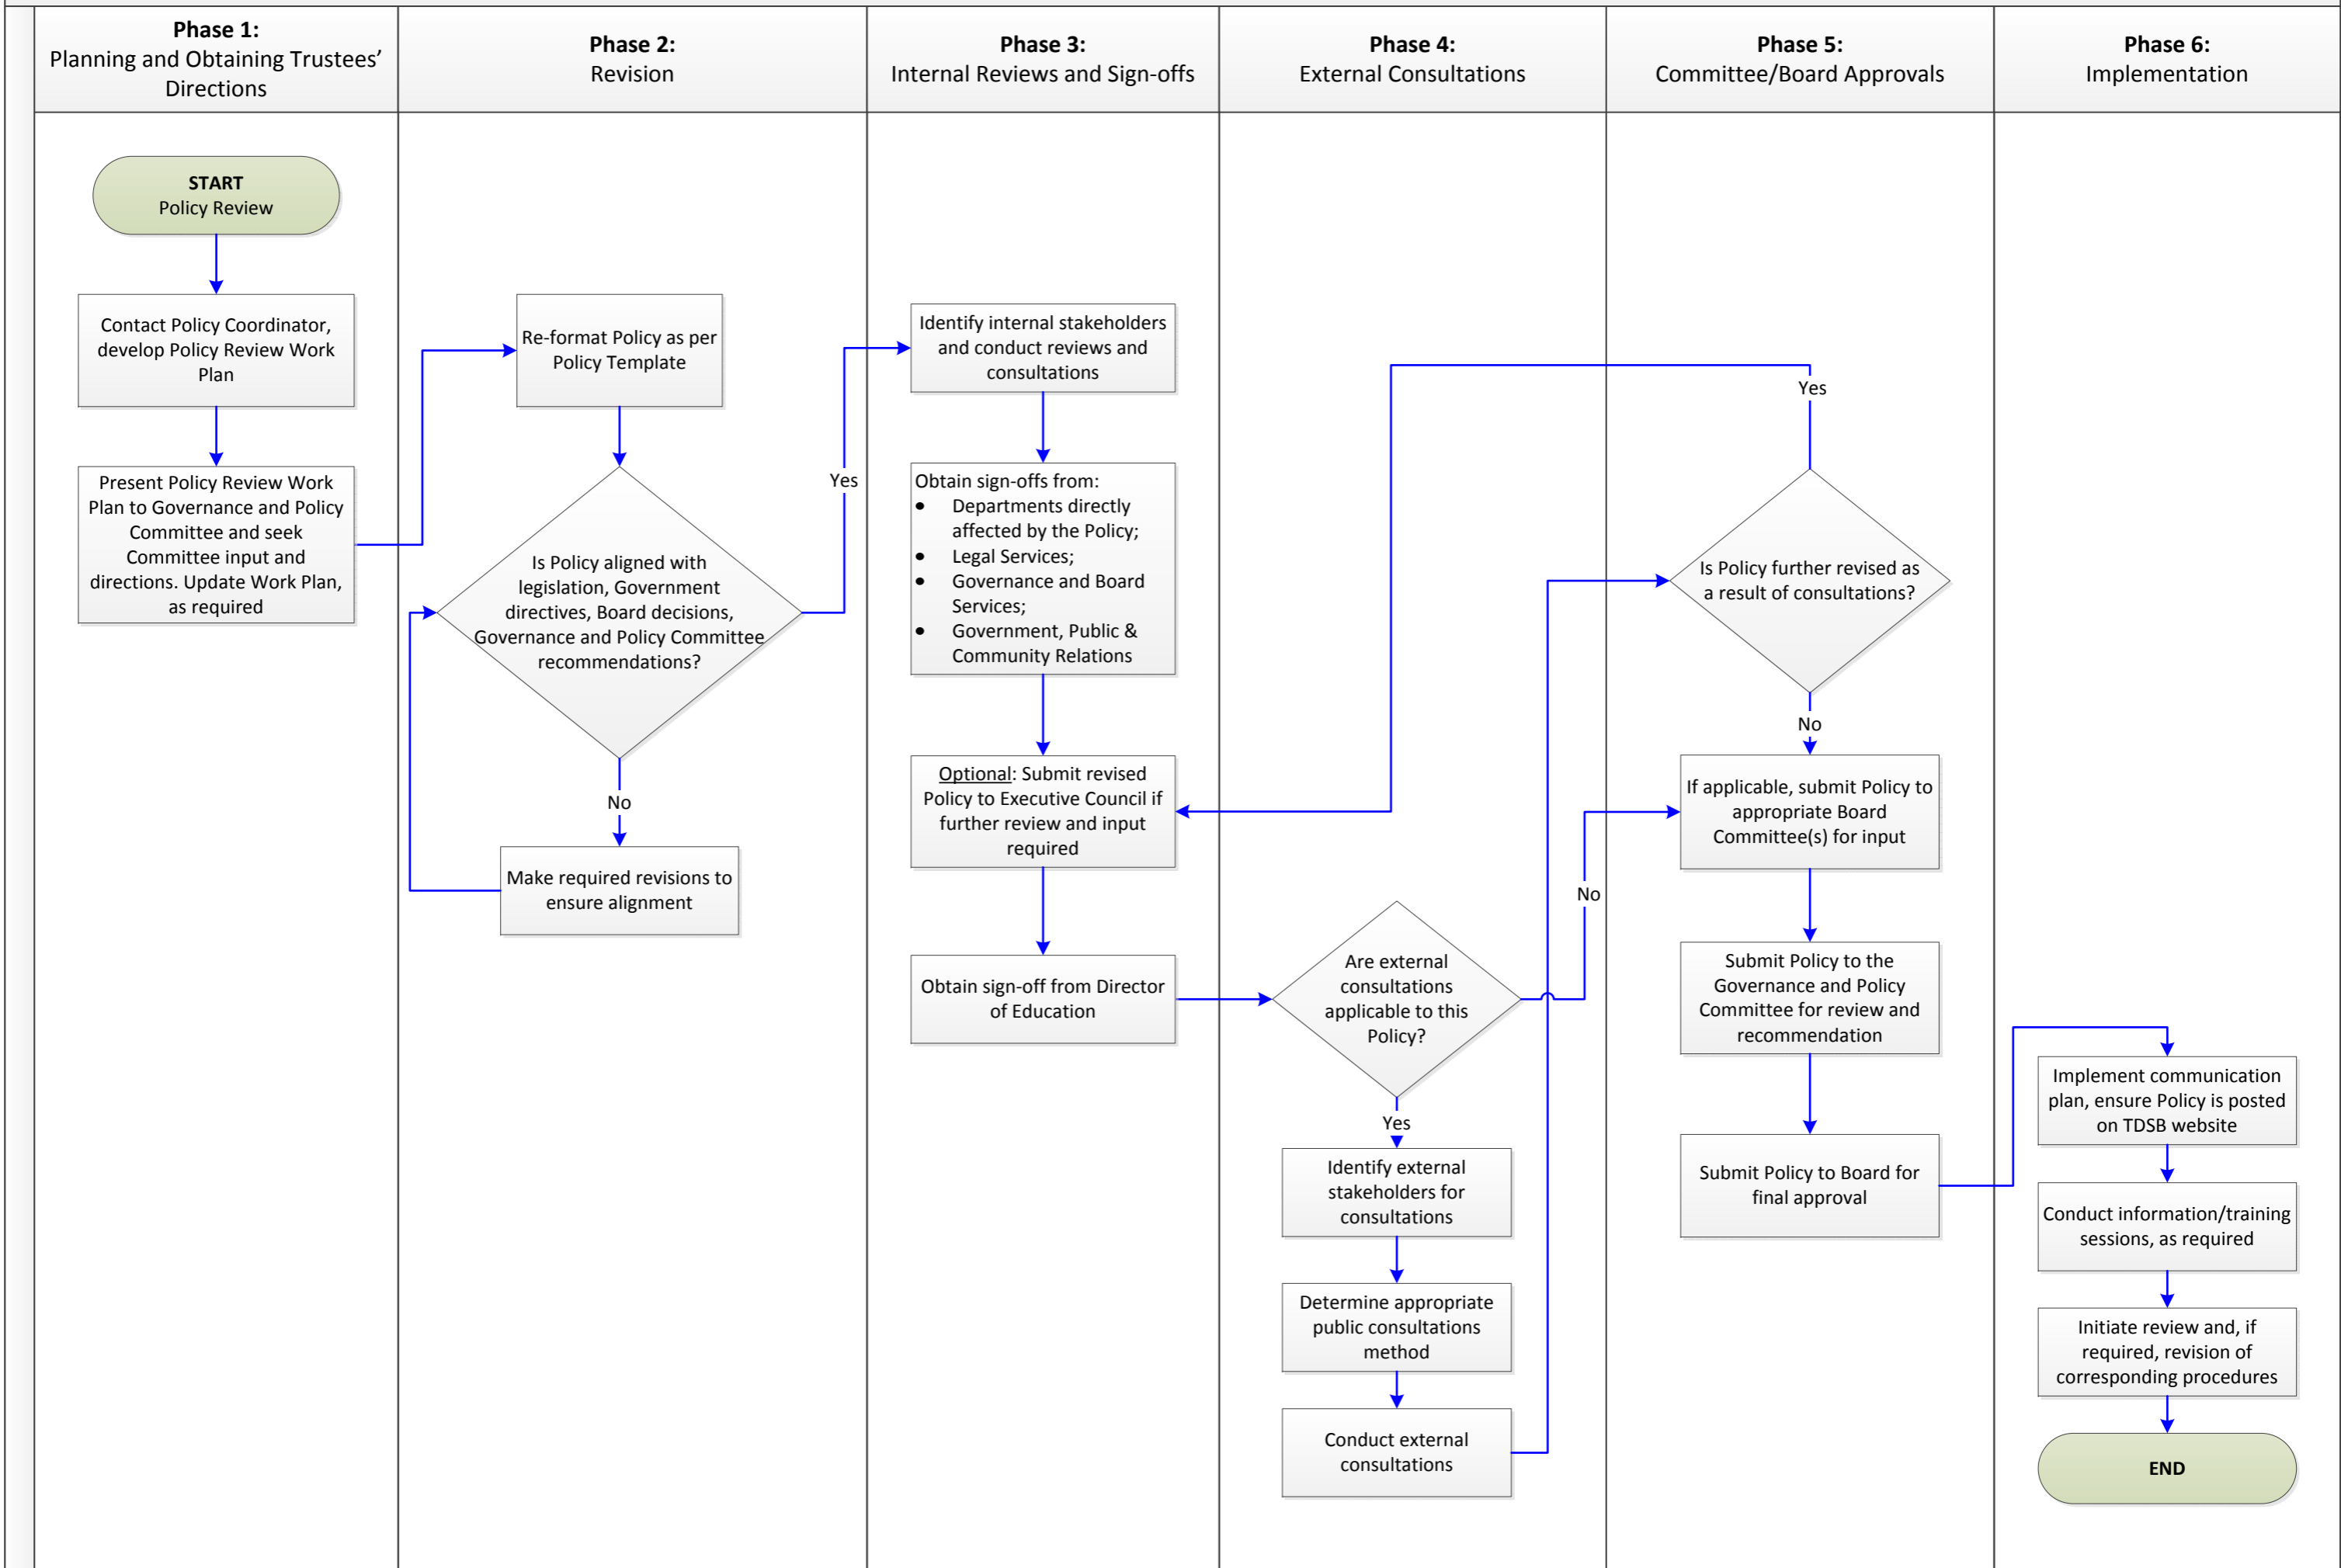 Phase 1:
Planning and Obtaining Trustees’
Directions
Phase 2:
Revision
Phase 3:
Internal Reviews and Sign-offs
Phase 4:
External Consultations
Phase 5:
Committee/Board Approvals
Phase 6:
Implementation
START
Policy Review
Contact Policy Coordinator,
develop Policy Review Work
Plan
Present Policy Review Work
Plan to Governance and Policy
Committee and seek
Committee input and
directions. Update Work Plan,
as required
Re-format Policy as per
Policy Template
Is Policy aligned with
legislation, Government
directives, Board decisions,
Governance and Policy Committee
recommendations?
Yes
No
Make required revisions to
ensure alignment
Identify internal stakeholders
and conduct reviews and
consultations
Obtain sign-offs from:
• Departments directly
affected by the Policy;
• Legal Services;
• Governance and Board
Services;
• Government, Public &
Community Relations
Optional: Submit revised
Policy to Executive Council if
further review and input
required
Obtain sign-off from Director
of Education
Are external
consultations
applicable to this
Policy?
No
Yes
Identify external
stakeholders for
consultations
Determine appropriate
public consultations
method
Conduct external
consultations
Yes
Is Policy further revised as
a result of consultations?
No
If applicable, submit Policy to
appropriate Board
Committee(s) for input
Submit Policy to the
Governance and Policy
Committee for review and
recommendation
Submit Policy to Board for
final approval
Implement communication
plan, ensure Policy is posted
on TDSB website
Conduct information/training
sessions, as required
Initiate review and, if
required, revision of
corresponding procedures
END